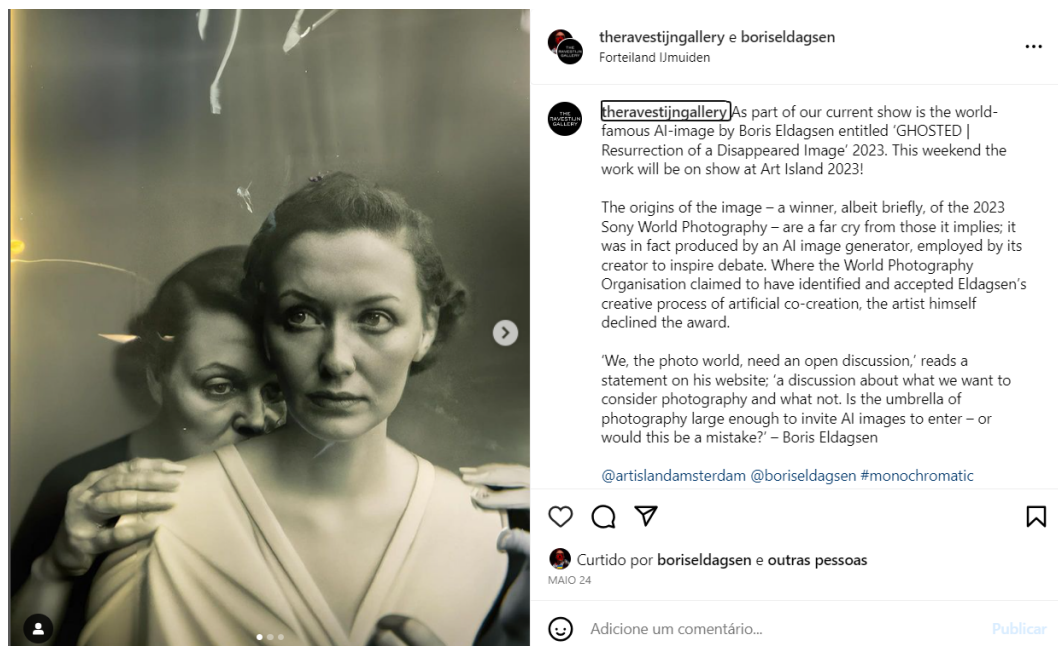 theravestijngallery e boriseldagsen
Forteiland IJmuiden
THE RAVESTIJN GALLERY
theravestijngallery As part of our current show is the world-
famous AI-image by Boris Eldagsen entitled ‘GHOSTED |
Resurrection of a Disappeared Image’ 2023. This weekend the
work will be on show at Art Island 2023!
The origins of the image – a winner, albeit briefly, of the 2023
Sony World Photography – are a far cry from those it implies; it
was in fact produced by an AI image generator, employed by its
creator to inspire debate. Where the World Photography
Organisation claimed to have identified and accepted Eldagsen’s
creative process of artificial co-creation, the artist himself
declined the award.
‘We, the photo world, need an open discussion,’ reads a
statement on his website; ‘a discussion about what we want to
consider photography and what not. Is the umbrella of
photography large enough to invite AI images to enter – or
would this be a mistake?’ – Boris Eldagsen
@artislandamsterdam @boriseldagsen #monochromatic
Curtido por boriseldagsen e outras pessoas
MAIO 24
Adicione um comentário...
Publicar